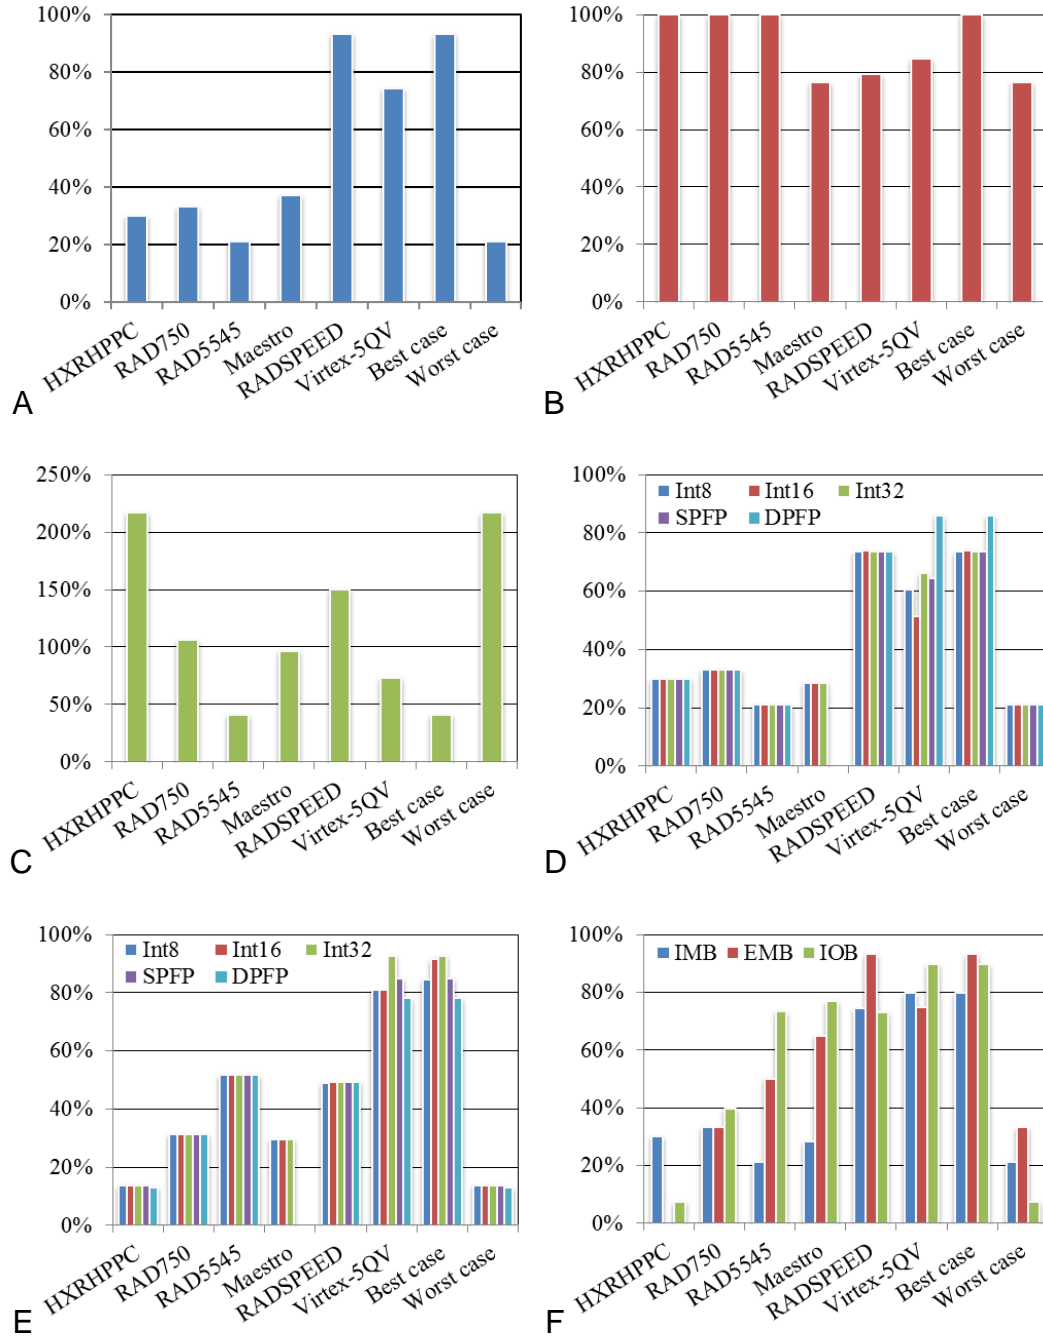 100%
80%
60%
40%
20%
0%
HXRHPPC
RAD750
RAD5545
Maestro
RADSPEED
Virtex-5QV
Best case
Worst case
A
100%
80%
60%
40%
20%
0%
HXRHPPC
RAD750
RAD5545
Maestro
RADSPEED
Virtex-5QV
Best case
Worst case
B
250%
200%
150%
100%
50%
0%
HXRHPPC
RAD750
RAD5545
Maestro
RADSPEED
Virtex-5QV
Best case
Worst case
C
100%
80%
60%
40%
20%
0%
Int8 Int16 Int32
SPFP DPFP
HXRHPPC
RAD750
RAD5545
Maestro
RADSPEED
Virtex-5QV
Best case
Worst case
D
100%
80%
60%
40%
20%
0%
Int8 Int16 Int32
SPFP DPFP
HXRHPPC
RAD750
RAD5545
Maestro
RADSPEED
Virtex-5QV
Best case
Worst case
E
100%
80%
60%
40%
20%
0%
IMB EMB IOB
HXRHPPC
RAD750
RAD5545
Maestro
RADSPEED
Virtex-5QV
Best case
Worst case
F